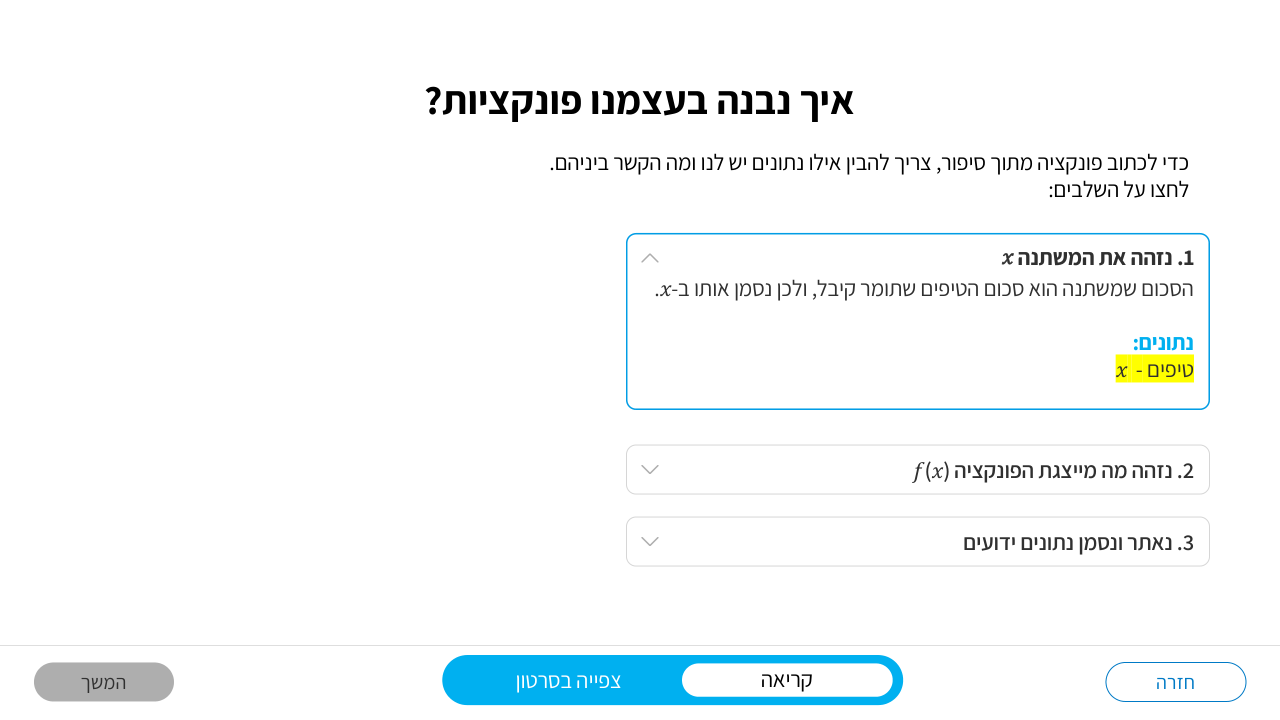 איך נבנה בעצמנו פונקציות?
כדי לכתוב פונקציה מתוך סיפור, צריך להבין אילו נתונים יש לנו ומה הקשר ביניהם.
לחצו על השלבים:
1. נזהה את המשתנה x
הסכום שמשתנה הוא סכום הטיפים שתומר קיבל, ולכן נסמן אותו ב-x.
נתונים:
טיפים - x
2. נזהה מה מייצגת הפונקציה f(x)
3. נאתר ונסמן נתונים ידועים
חזרה
קריאה
צפייה בסרטון
המשך